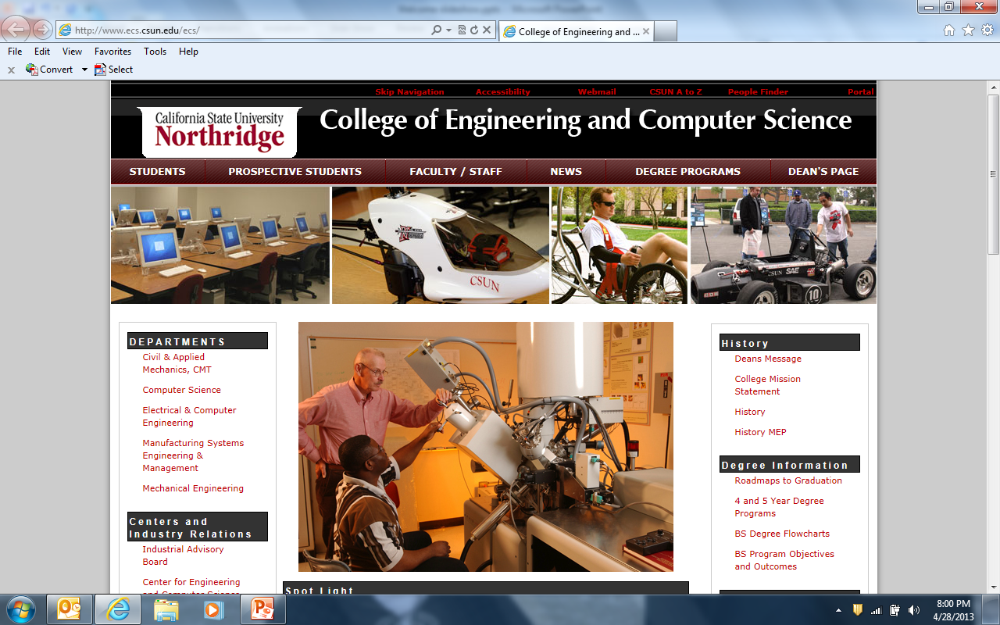 http://www.ecs.csun.edu/ecs/
College of Engineering and ...
File Edit View Favorites Tools Help
x Convert Select
Skip Navigation Accessibility Webmail CSUN A to Z People Finder Portal
California State University
Northridge
College of Engineering and Computer Science
STUDENTS PROSPECTIVE STUDENTS FACULTY / STAFF NEWS DEGREE PROGRAMS DEAN'S PAGE
CSUN
CSUN SAE
10
DEPARTMENTS
Civil & Applied
Mechanics, CMT
Computer Science
Electrical & Computer
Engineering
Manufacturing Systems
Engineering &
Management
Mechanical Engineering
Centers and
Industry Relations
Industrial Advisory
Board
Center for Engineering
and Computer Science
Spot Light
History
Deans Message
College Mission
Statement
History
History MEP
Degree Information
Roadmaps to Graduation
4 and 5 Year Degree
Programs
BS Degree Flowcharts
BS Program Objectives
and Outcomes
8:00 PM
4/28/2013